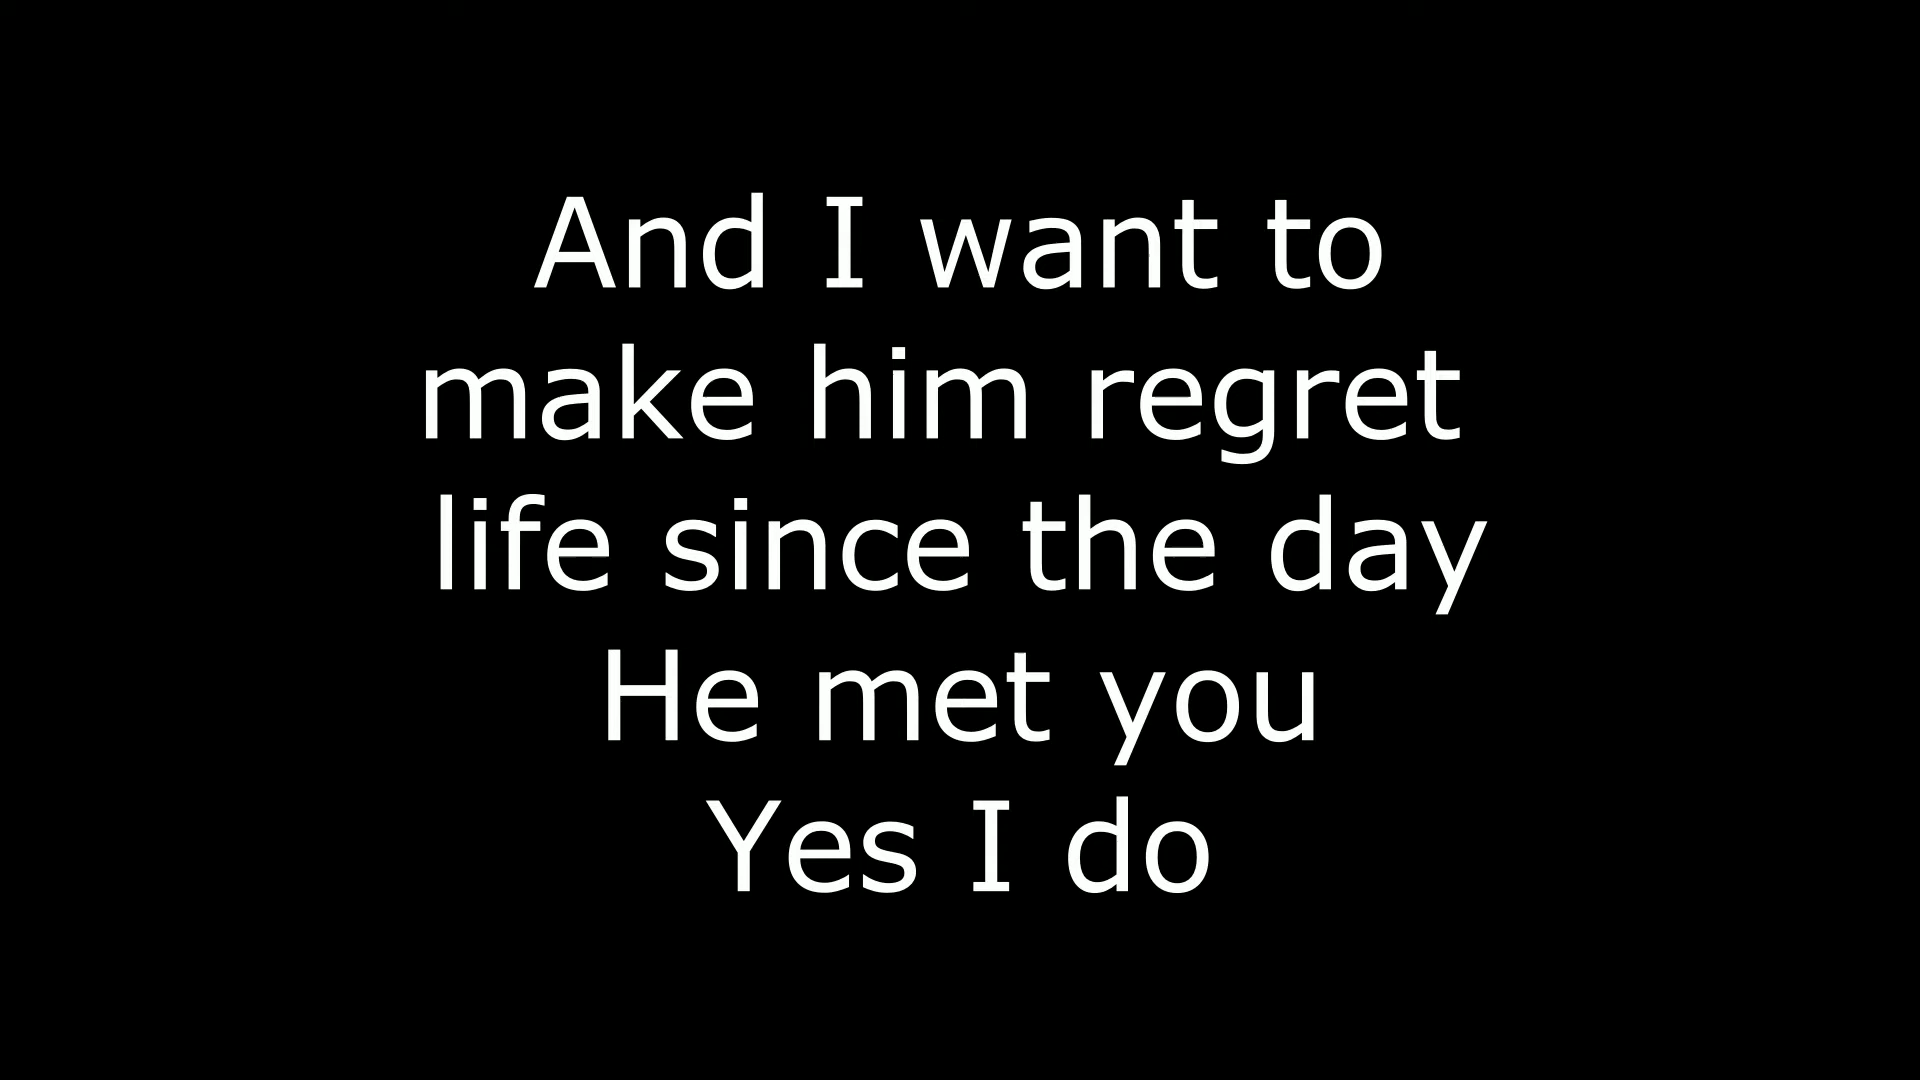 And I want to
make him regret
life since the day
He met you
Yes I do